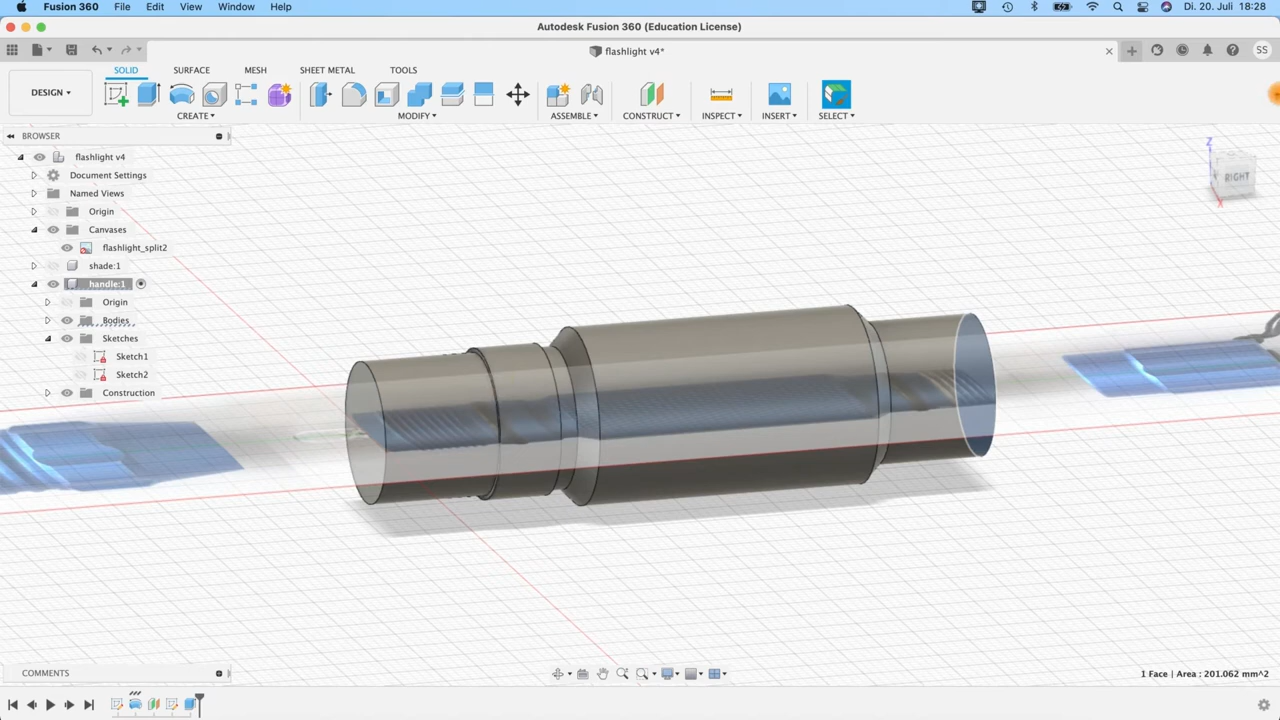 Fusion 360 File Edit View Window Help Di. 20. Juli 18:28
Autodesk Fusion 360 (Education License)
flashlight v4* SS
SOLID SURFACE MESH SHEET METAL TOOLS
DESIGN
CREATE MODIFY ASSEMBLE CONSTRUCT INSPECT INSERT SELECT
BROWSER
flashlight v4
Document Settings
Named Views
Origin
Canvases
flashlight_split2
shade:1
handle:1
Origin
Bodies
Sketches
Sketch1
Sketch2
Construction
Z
RIGHT
X
COMMENTS
1 Face | Area : 201.062 mm^2